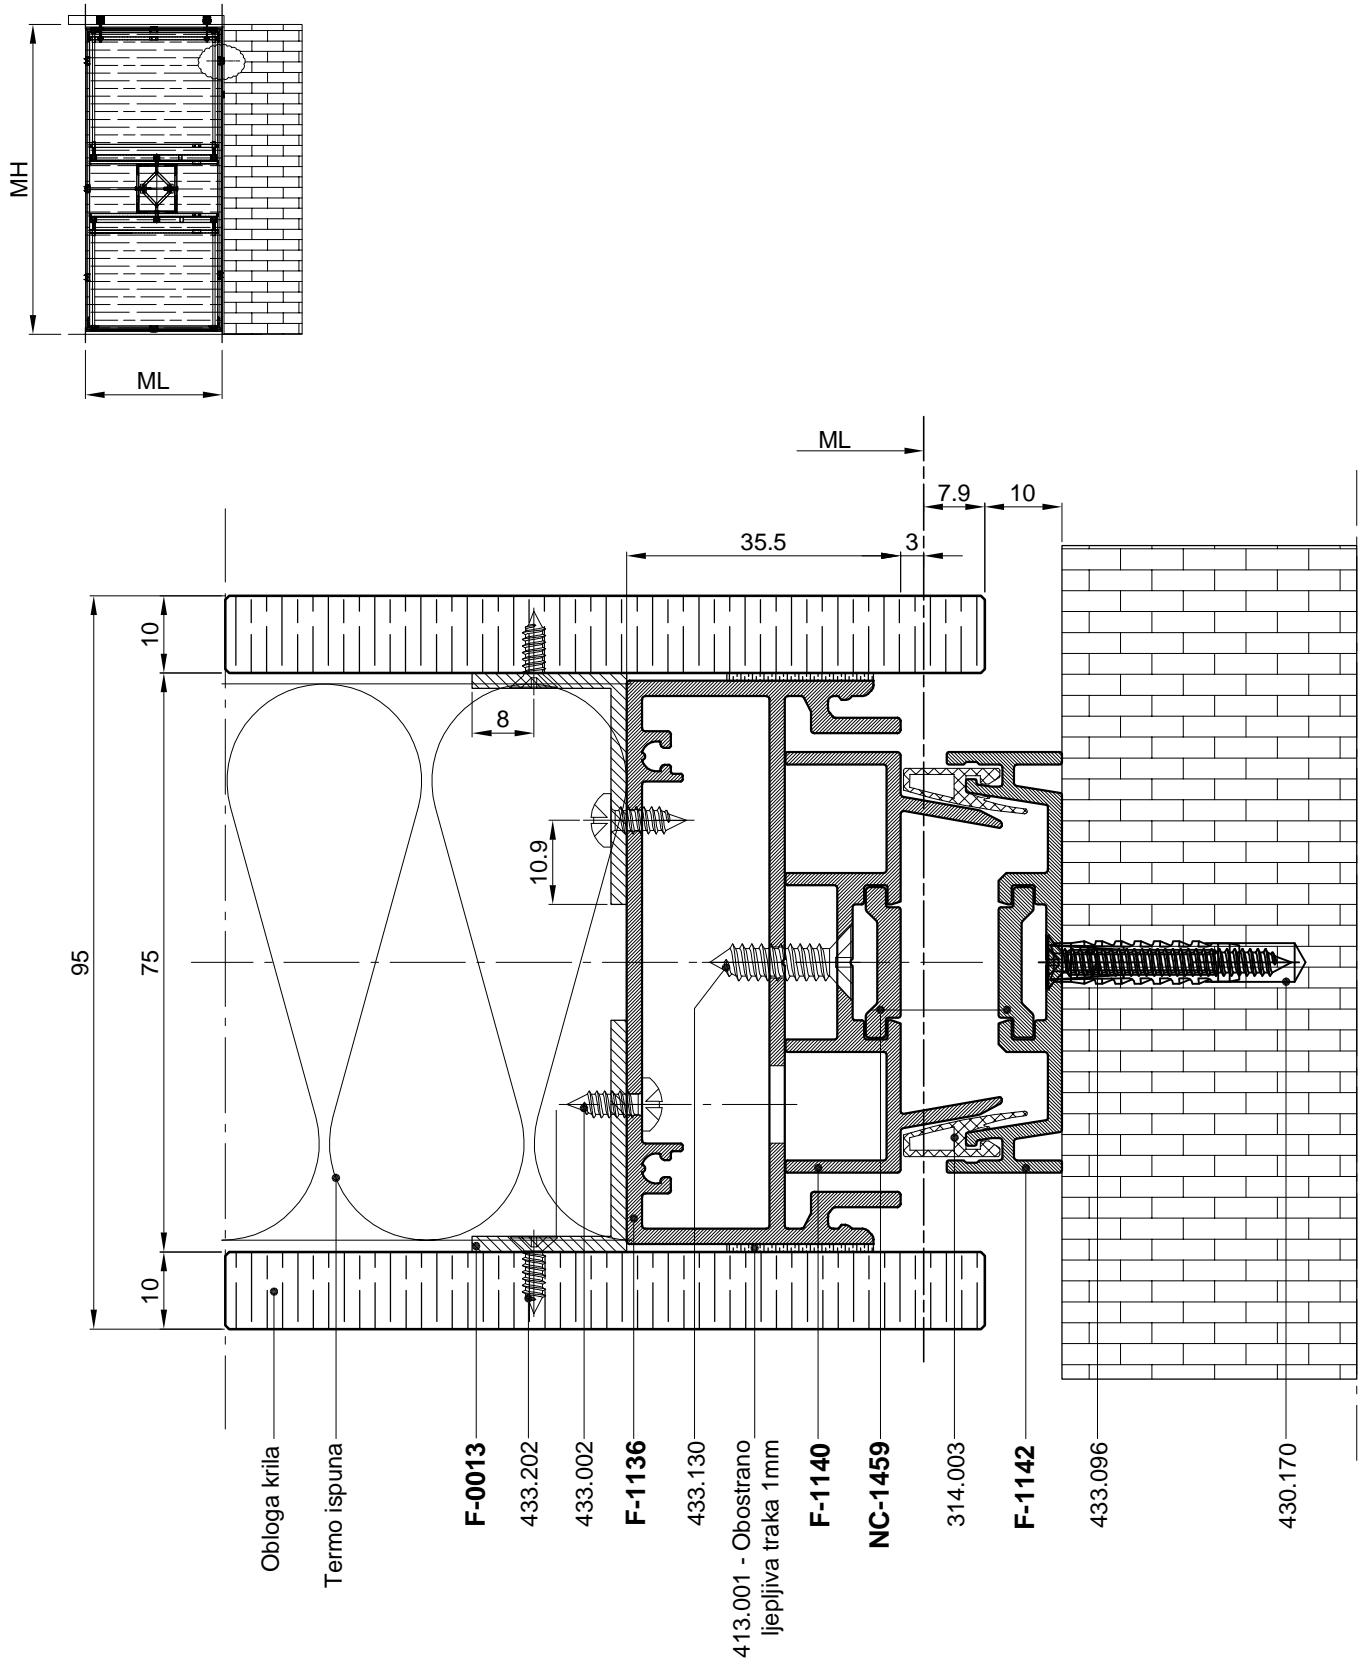 MH
ML
ML
7.9
10
35.5
3
10
8
10.9
95
75
10
Obloga krila
Termo ispuna
F-0013
433.202
433.002
F-1136
433.130
413.001 - Obostrano
ljepljiva traka 1mm
F-1140
NC-1459
314.003
F-1142
433.096
430.170